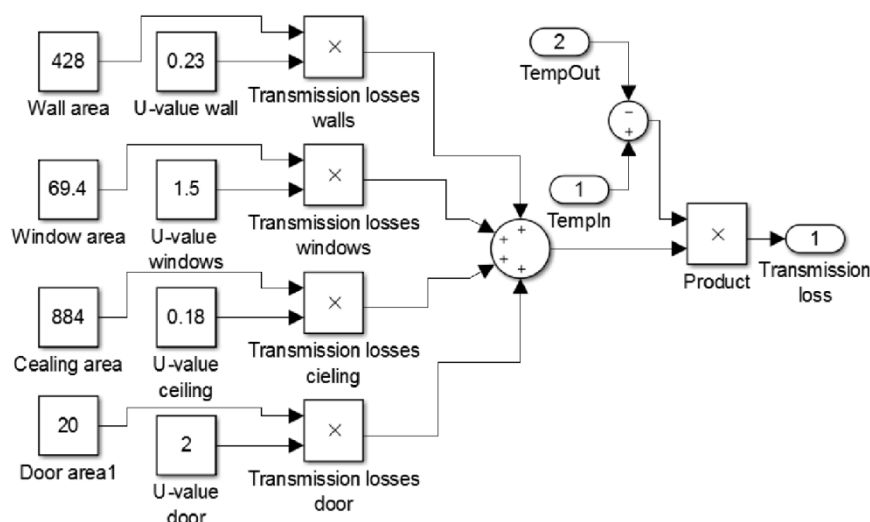 428
Wall area
0.23
U-value wall
×
Transmission losses
walls
69.4
Window area
1.5
U-value
windows
×
Transmission losses
windows
884
Cealing area
0.18
U-value
ceiling
×
Transmission losses
cieling
20
Door area1
2
U-value
door
×
Transmission losses
door
+
+
+
+
2
TempOut
−
+
1
TempIn
×
Product
1
Transmission
loss